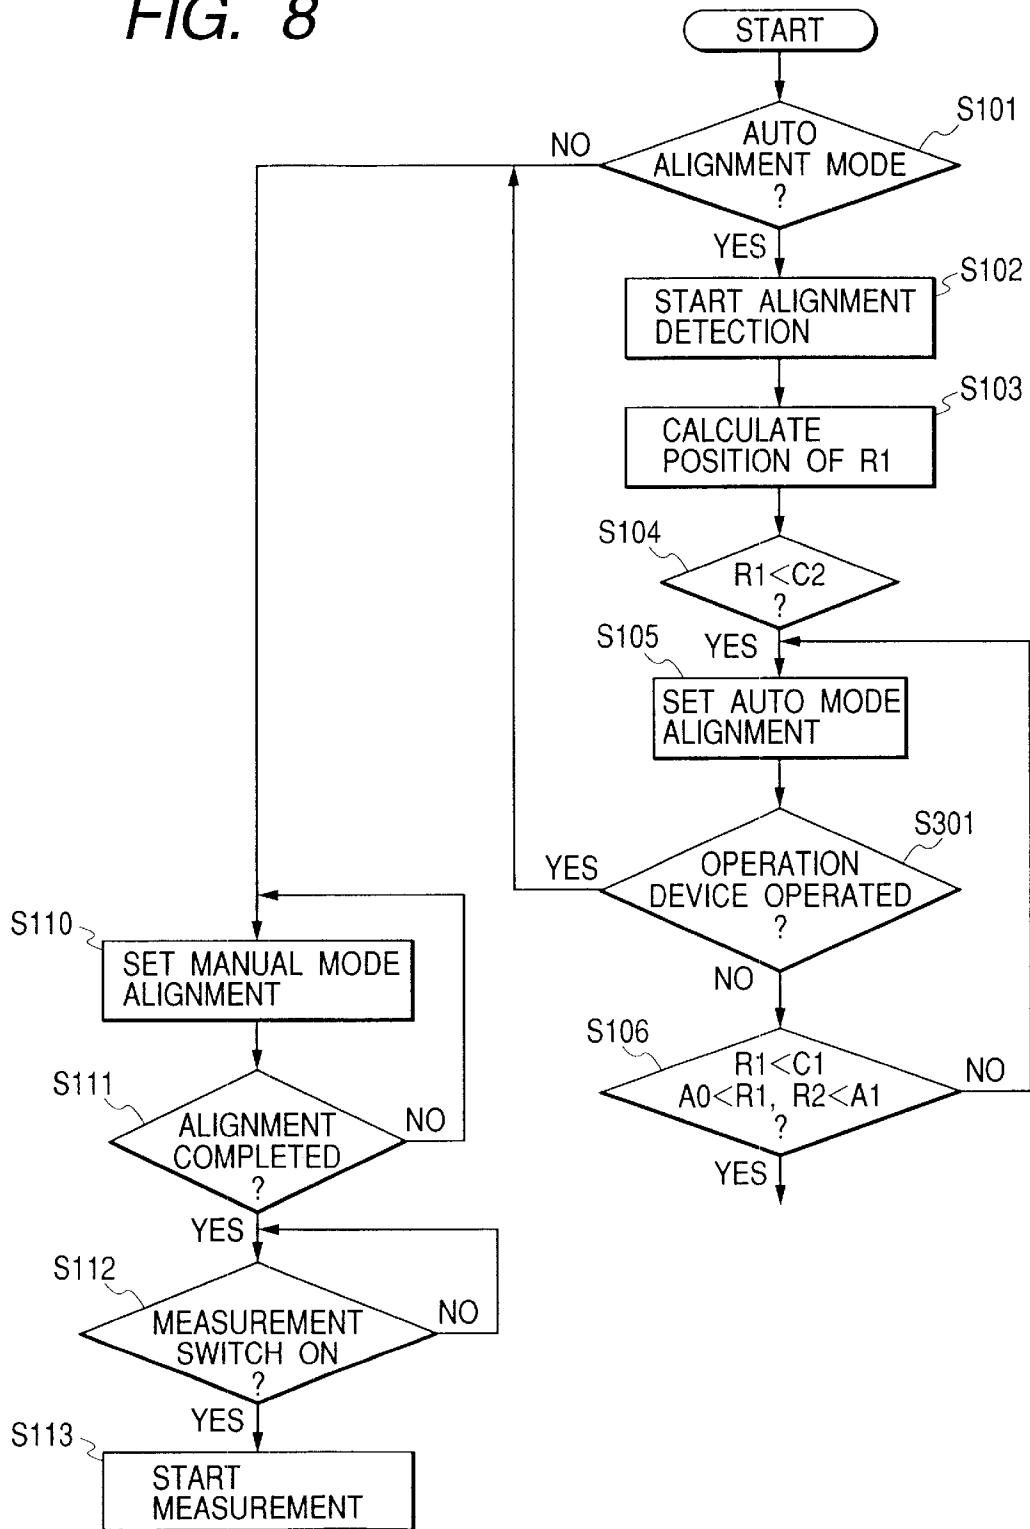 FIG. 8
START
S101
AUTO
ALIGNMENT MODE
?
NO
YES
S102
START ALIGNMENT
DETECTION
S103
CALCULATE
POSITION OF R1
S104
R1<C2
?
YES
S105
SET AUTO MODE
ALIGNMENT
S301
OPERATION
DEVICE OPERATED
?
YES
NO
S106
R1<C1
A0<R1, R2<A1
?
NO
YES
S110
SET MANUAL MODE
ALIGNMENT
S111
ALIGNMENT
COMPLETED
?
NO
YES
S112
MEASUREMENT
SWITCH ON
?
NO
YES
S113
START
MEASUREMENT